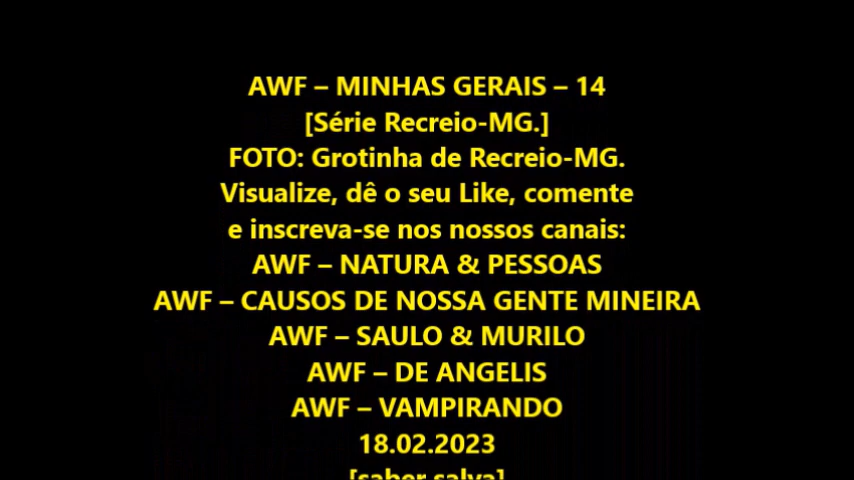 AWF – MINHAS GERAIS – 14
[Série Recreio-MG.]
FOTO: Grotinha de Recreio-MG.
Visualize, dê o seu Like, comente
e inscreva-se nos nossos canais:
AWF – NATURA & PESSOAS
AWF – CAUSOS DE NOSSA GENTE MINEIRA
AWF – SAULO & MURILO
AWF – DE ANGELIS
AWF – VAMPIRANDO
18.02.2023
[saber salva]